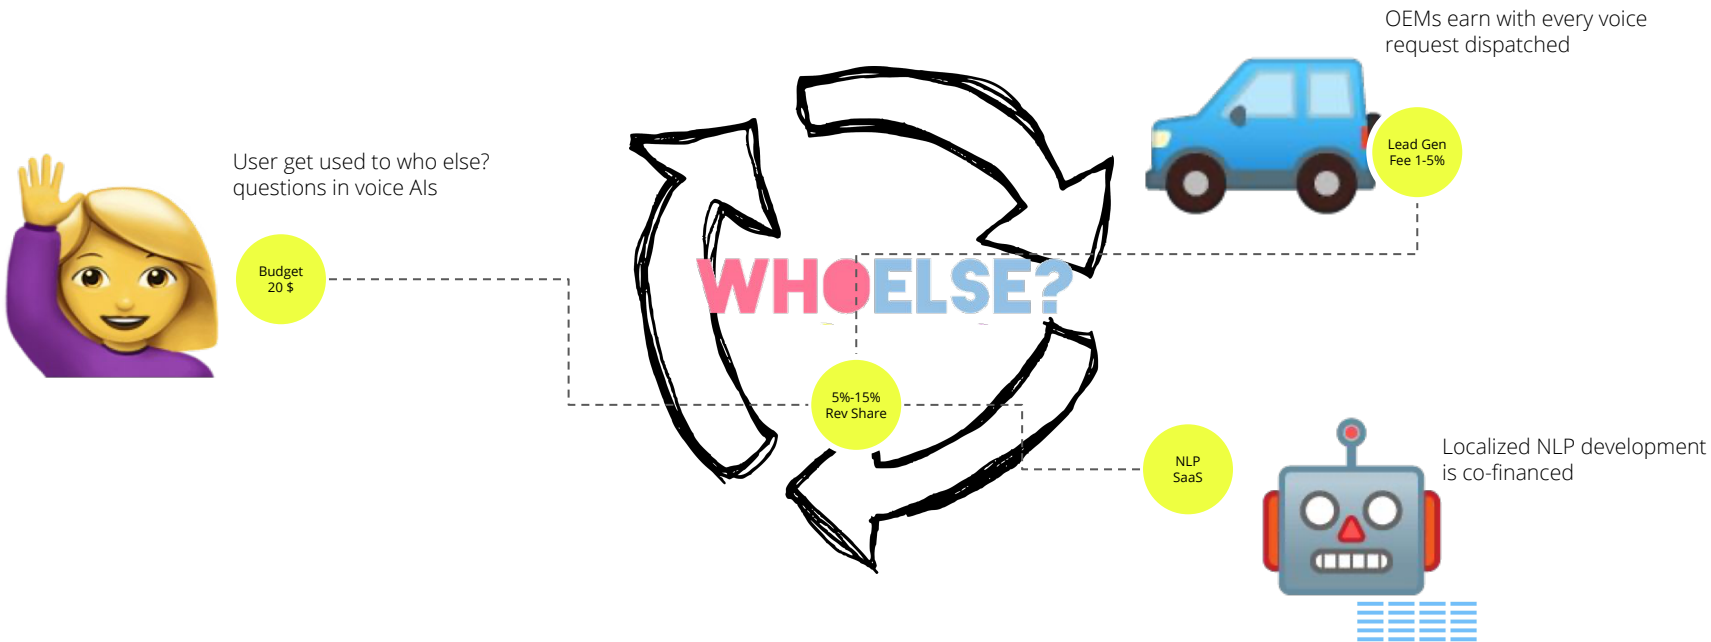 OEMs earn with every voice
request dispatched
Lead Gen
Fee 1-5%
User get used to who else?
questions in voice AIs
Budget
20 $
WHOELSE?
5%-15%
Rev Share
NLP
SaaS
Localized NLP development
is co-financed